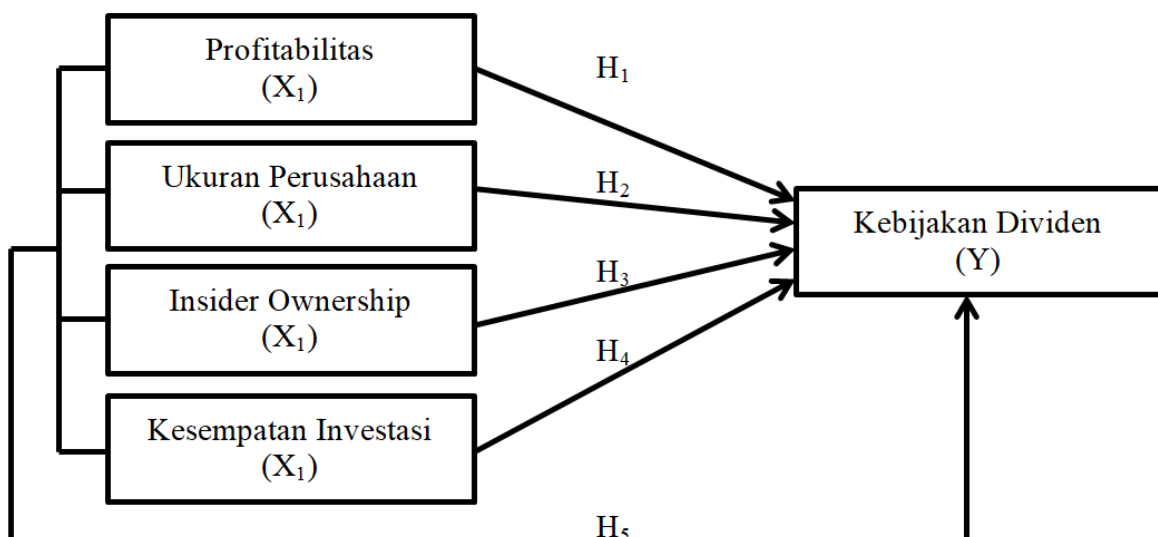 Profitabilitas
(X₁)
H₁
Ukuran Perusahaan
(X₁)
H₂
Kebijakan Dividen
(Y)
Insider Ownership
(X₁)
H₃
H₄
Kesempatan Investasi
(X₁)
H₅